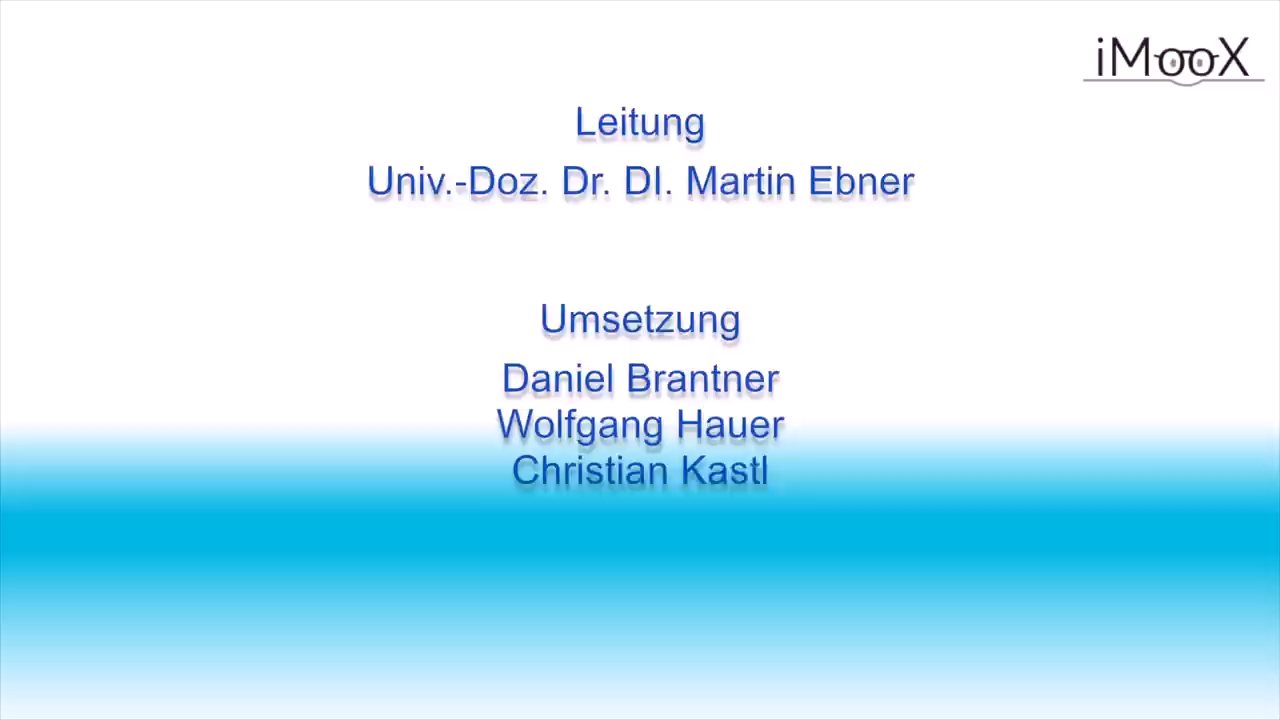 iMooX
Leitung
Univ.-Doz. Dr. DI. Martin Ebner
Umsetzung
Daniel Brantner
Wolfgang Hauer
Christian Kastl